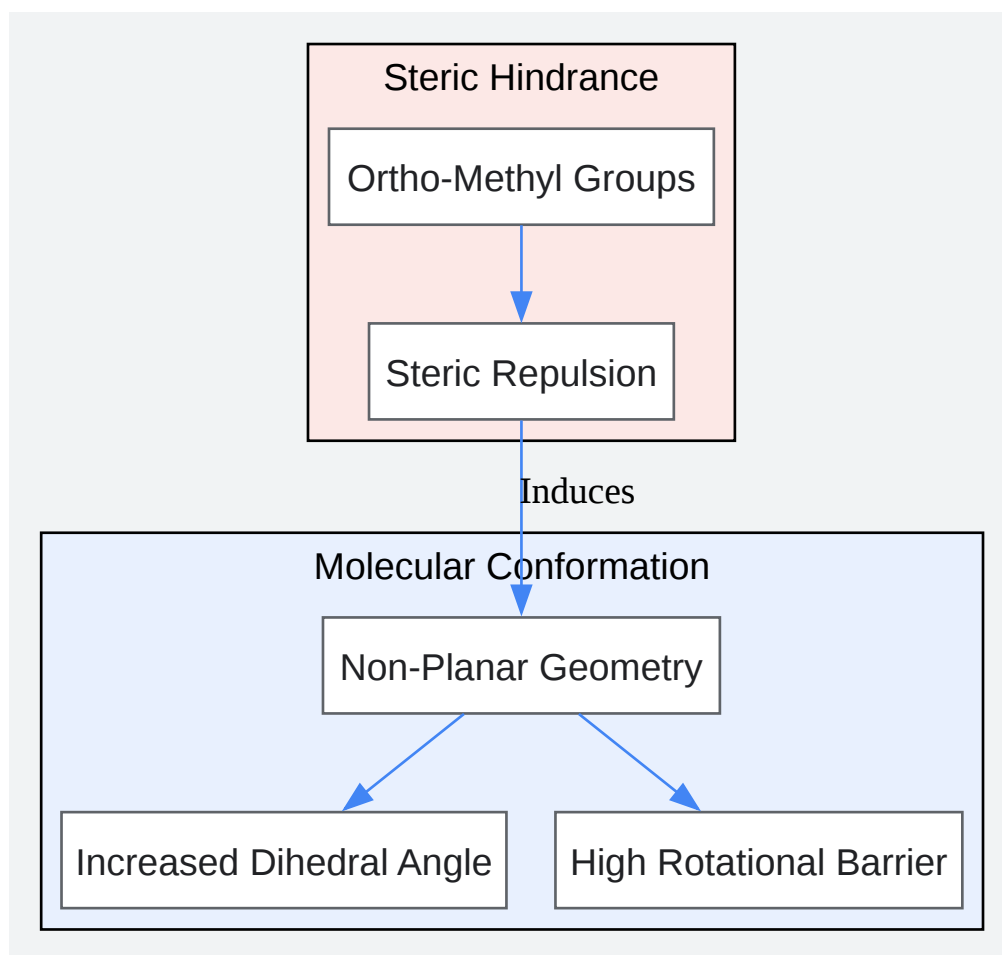 Steric Hindrance
Ortho-Methyl Groups
Steric Repulsion
Induces
Molecular Conformation
Non-Planar Geometry
Increased Dihedral Angle
High Rotational Barrier